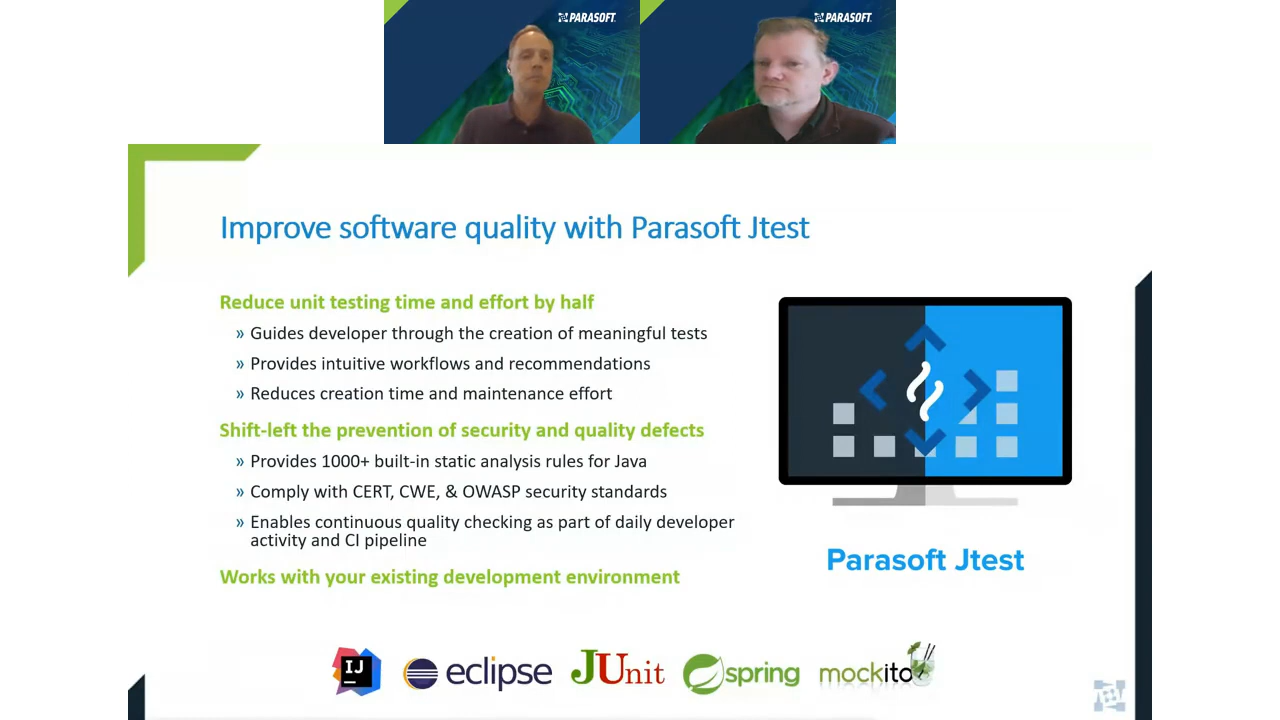 PARASOFT
PARASOFT
Improve software quality with Parasoft Jtest
Reduce unit testing time and effort by half
» Guides developer through the creation of meaningful tests
» Provides intuitive workflows and recommendations
» Reduces creation time and maintenance effort
Shift-left the prevention of security and quality defects
» Provides 1000+ built-in static analysis rules for Java
» Comply with CERT, CWE, & OWASP security standards
» Enables continuous quality checking as part of daily developer
activity and CI pipeline
Works with your existing development environment
Parasoft Jtest
IJ eclipse JUnit spring mockito